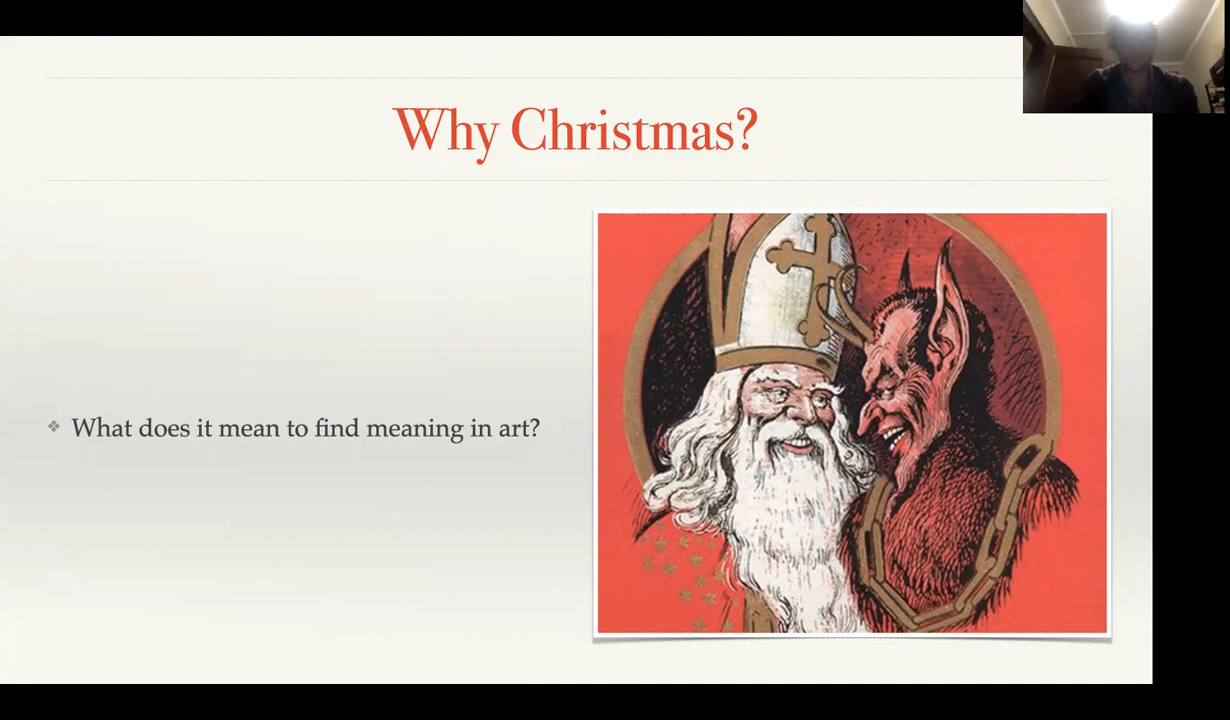 Why Christmas?
What does it mean to find meaning in art?